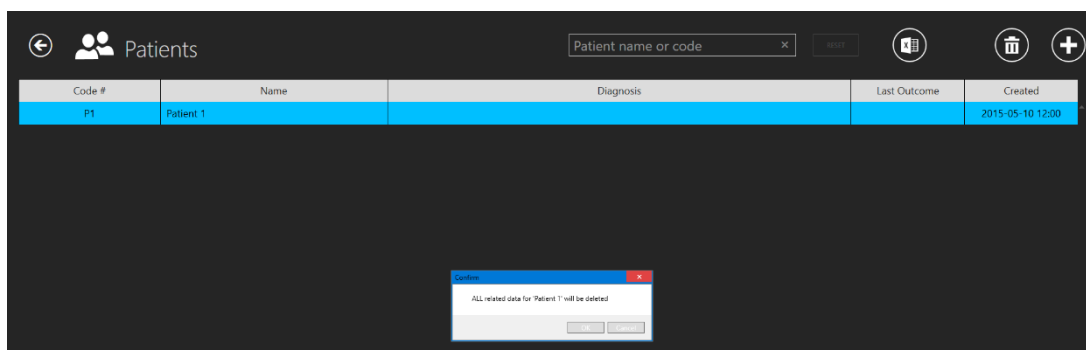 Patients
Patient name or code
RESET
Code # Name Diagnosis Last Outcome Created
P1 Patient 1 2015-05-10 12:00
Confirm
ALL related data for 'Patient 1' will be deleted
OK Cancel